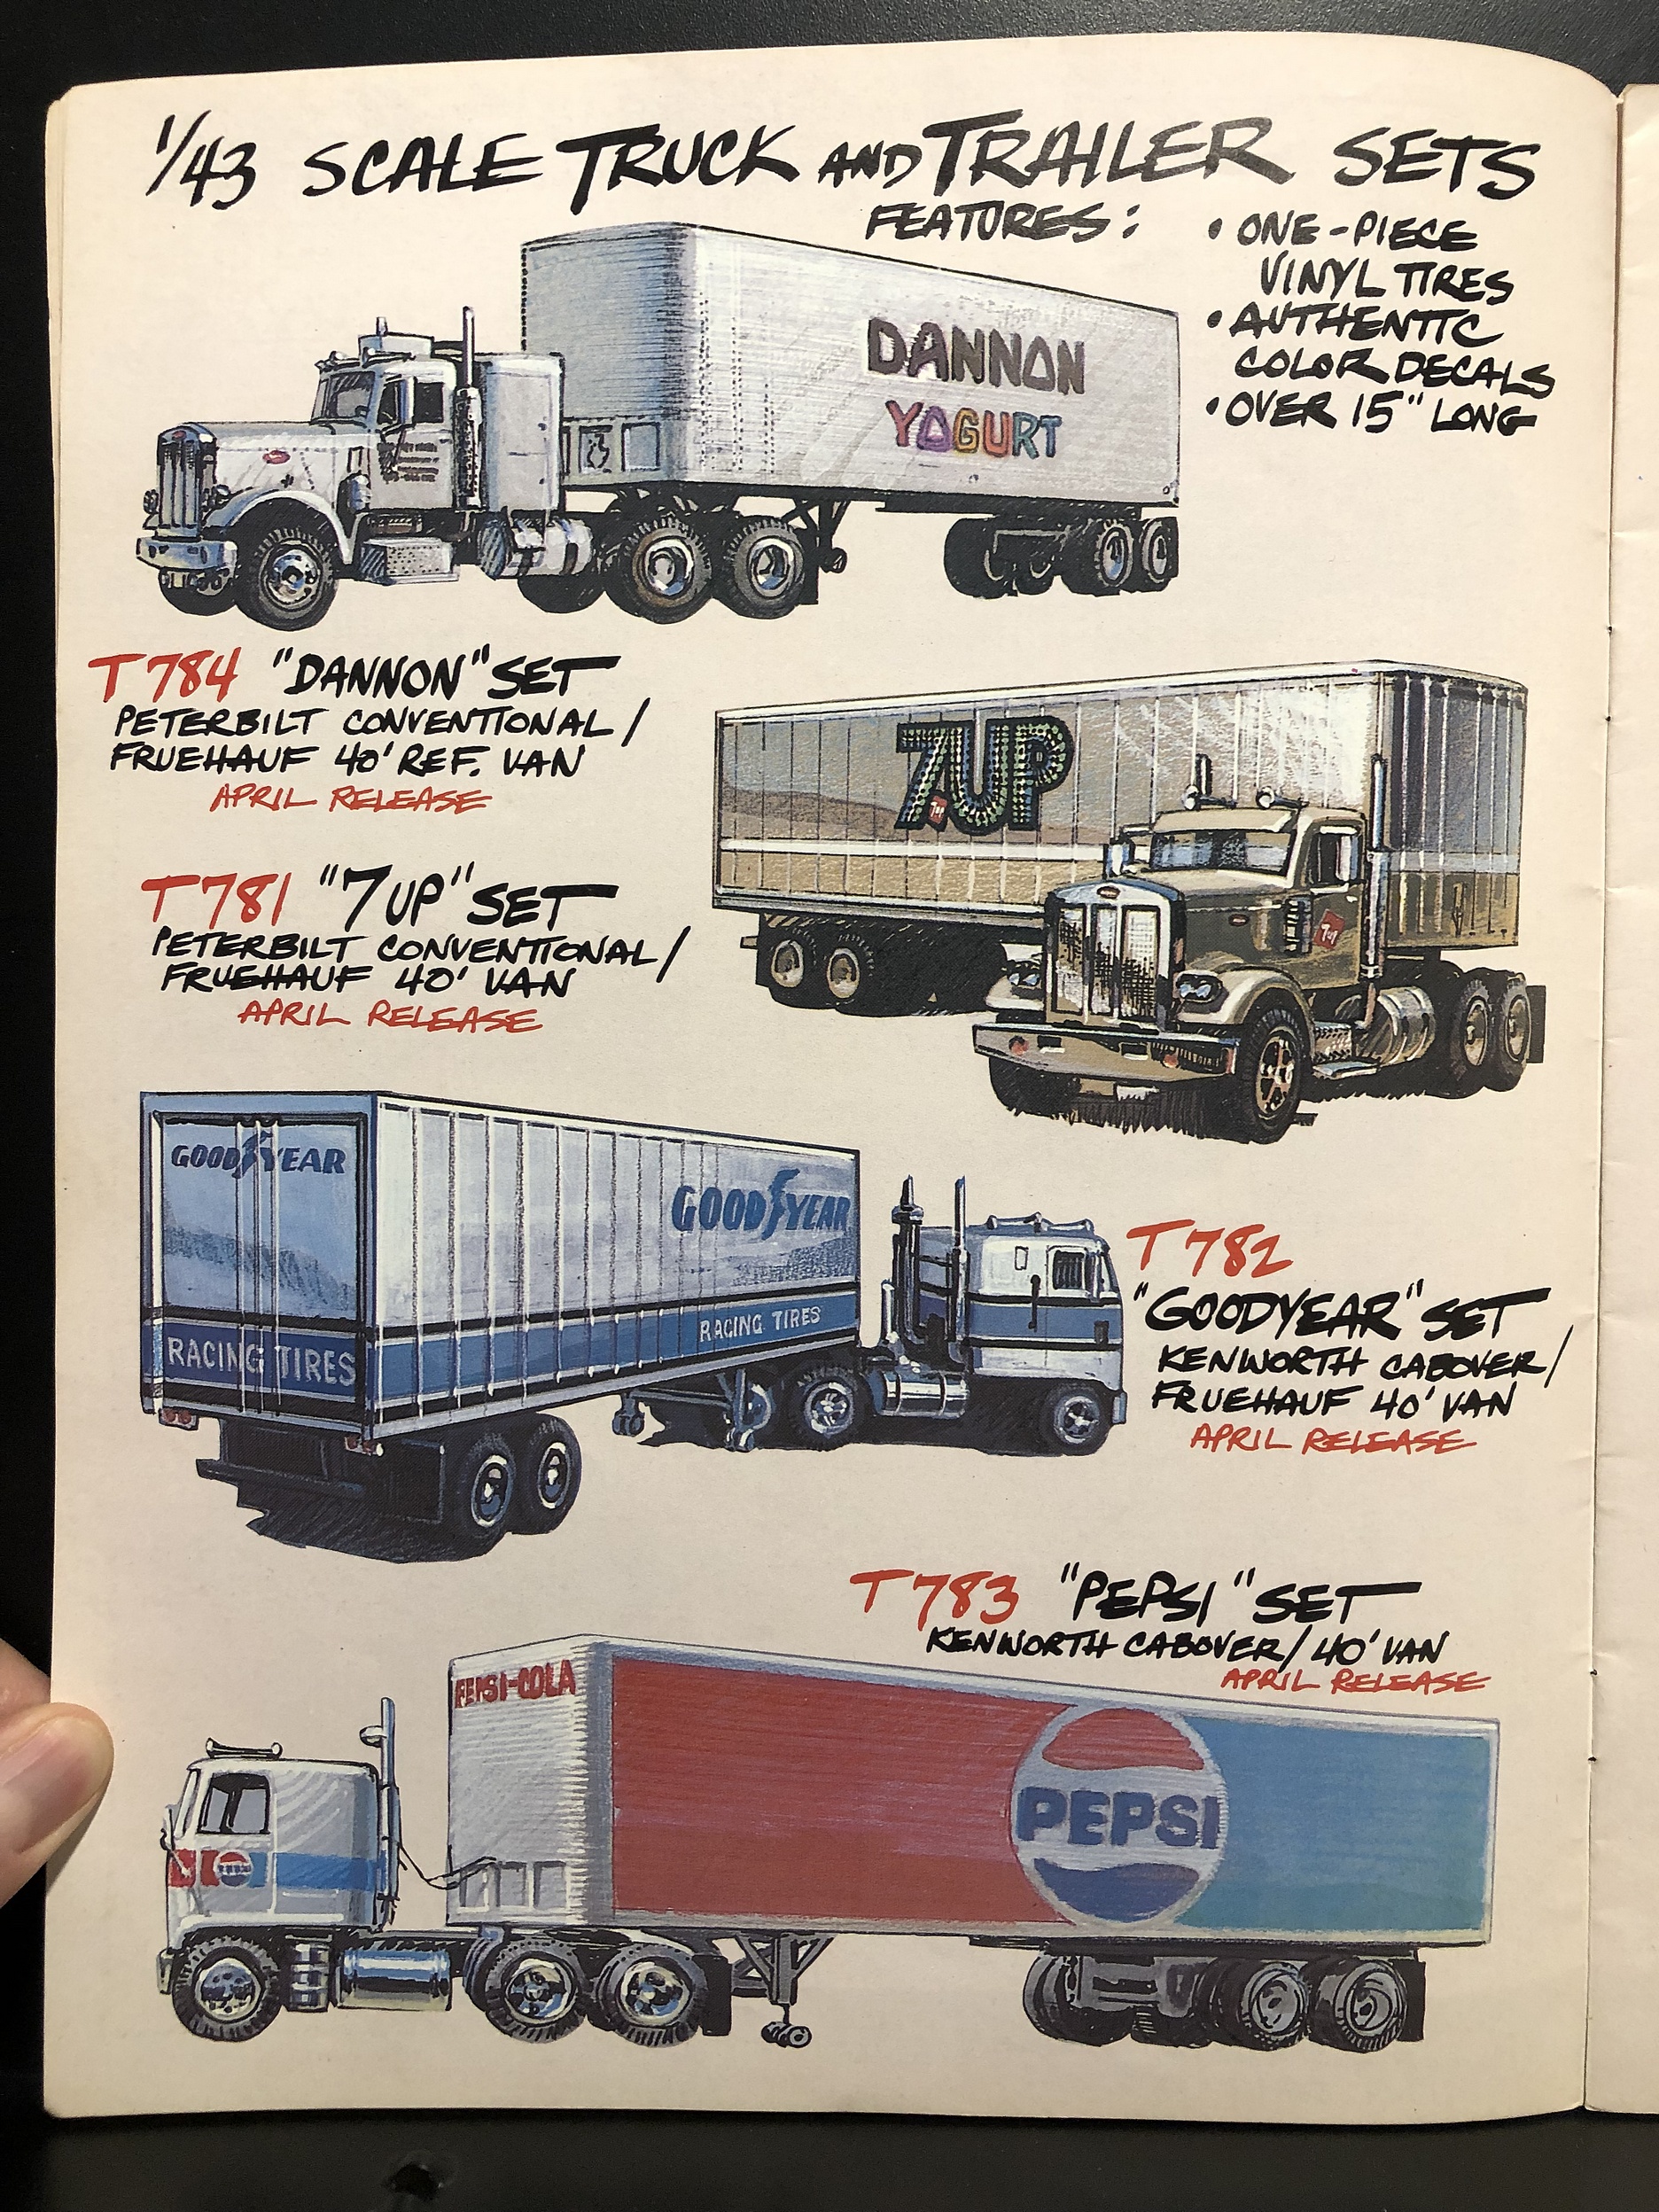 1/43 SCALE TRUCK AND TRAILER SETS
FEATURES:
• ONE-PIECE
VINYL TIRES
• AUTHENTIC
COLOR DECALS
• OVER 15" LONG
DANNON
YOGURT
T784 "DANNON" SET
PETERBILT CONVENTIONAL/
FRUEHAUF 40' REF. VAN
APRIL RELEASE
7UP
T781 "7UP" SET
PETERBILT CONVENTIONAL/
FRUEHAUF 40' VAN
APRIL RELEASE
GOODYEAR
GOODYEAR
RACING TIRES
RACING TIRES
T782
"GOODYEAR" SET
KENWORTH CABOVER/
FRUEHAUF 40' VAN
APRIL RELEASE
T783 "PEPSI" SET
KENWORTH CABOVER/40' VAN
APRIL RELEASE
PEPSI-COLA
PEPSI